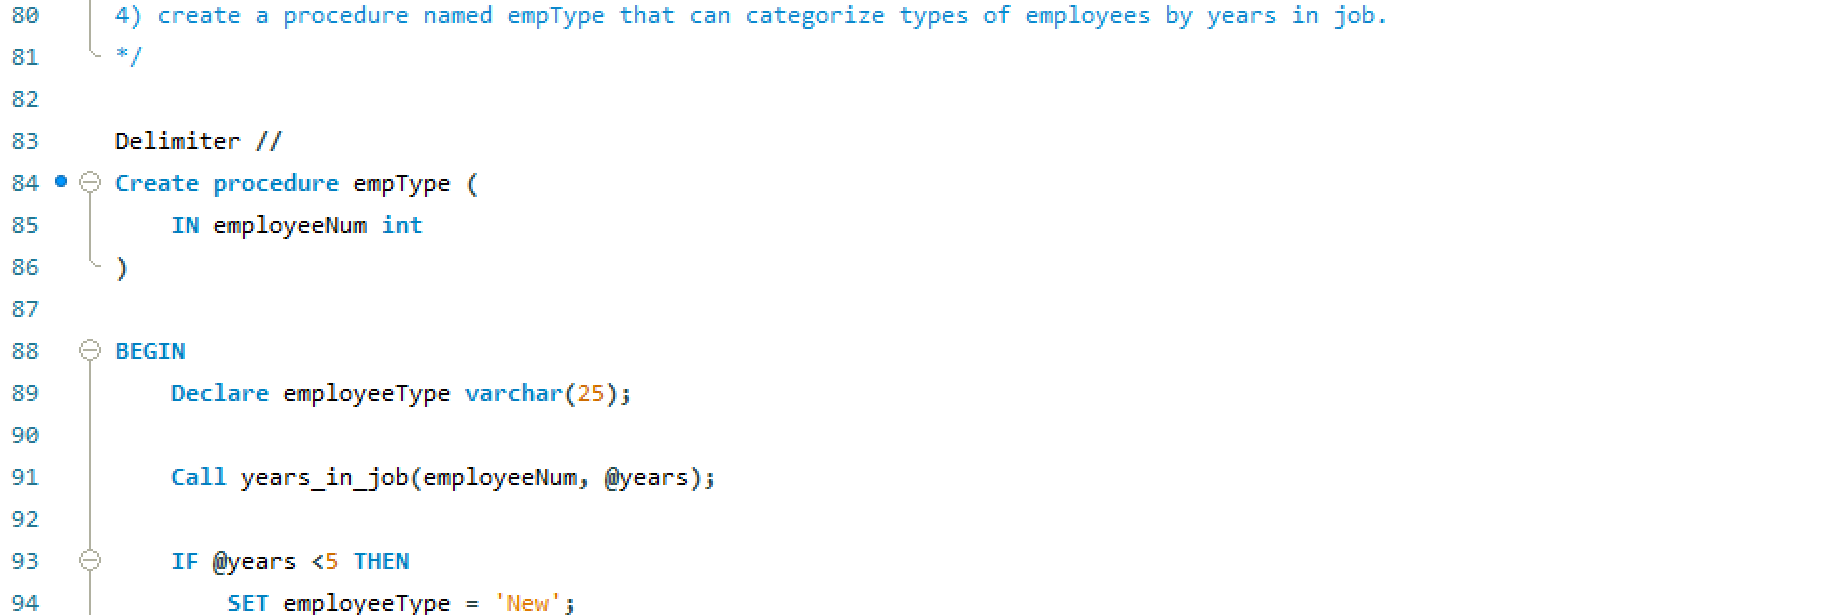 80 4) create a procedure named empType that can categorize types of employees by years in job.
81 */
82
83 Delimiter //
84 Create procedure empType (
85 IN employeeNum int
86 )
87
88 BEGIN
89 Declare employeeType varchar(25);
90
91 Call years_in_job(employeeNum, @years);
92
93 IF @years <5 THEN
94 SET employeeType = 'New';